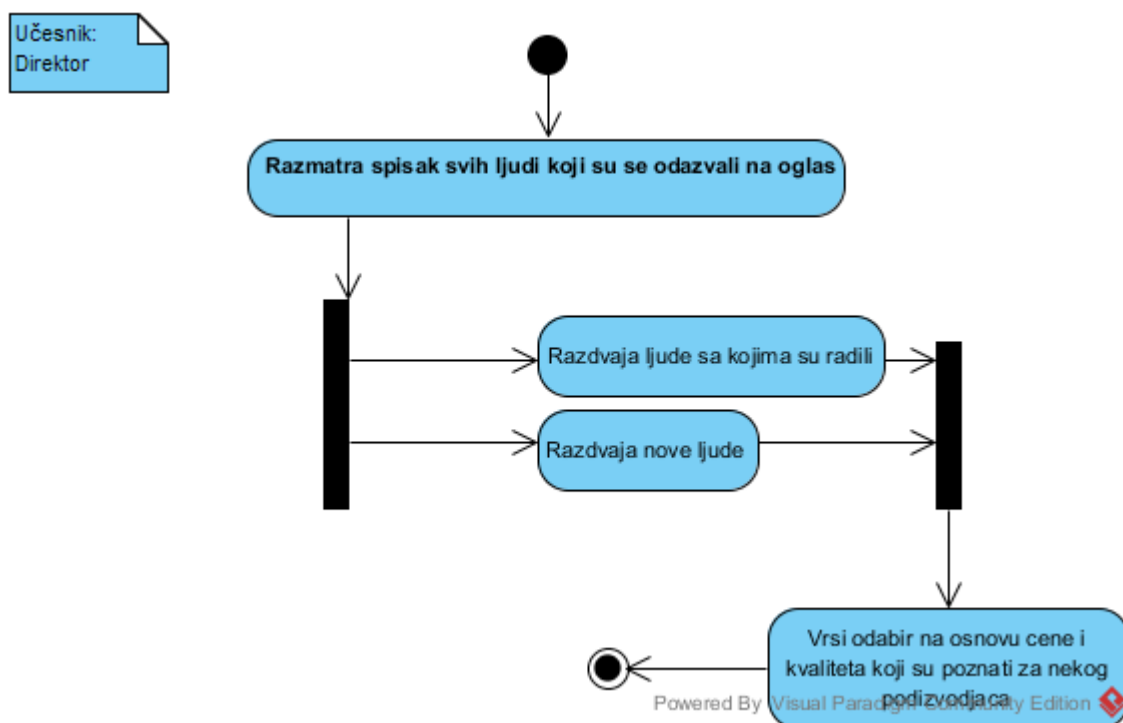 Učesnik:
Direktor
Razmatra spisak svih ljudi koji su se odazvali na oglas
Razdvaja ljude sa kojima su radili
Razdvaja nove ljude
Vrsi odabir na osnovu cene i
kvaliteta koji su poznati za nekog
podizvodjaca
Powered By Visual Paradigm Community Edition